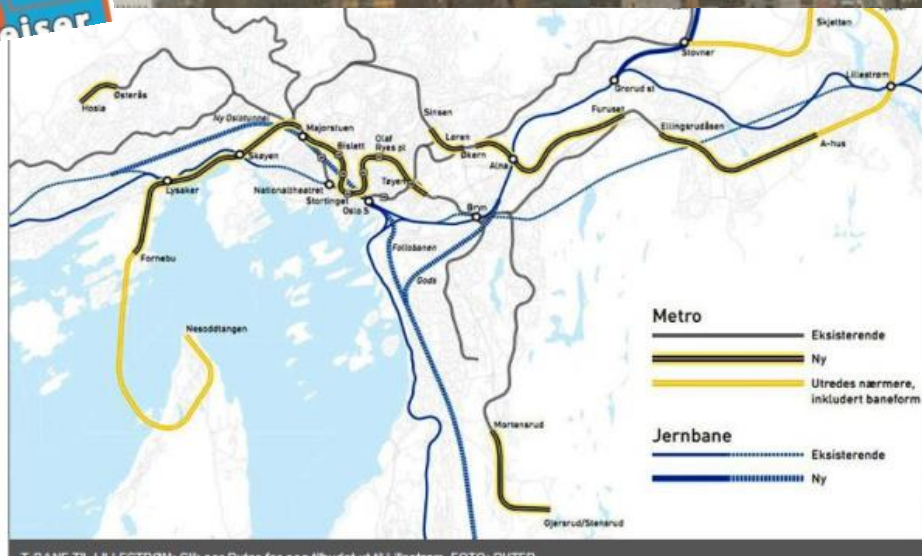 Skjetten
Stovner
Lillestrøm
Grorud st
Østerås
Hosle
Sinsen
Furuset
Ny Oslotunnel
Majorstuen
Løren
Ellingsrudåsen
Bislett
Olaf
Ryes pl
Økern
A-hus
Skøyen
Alna
Lysaker
Nationaltheatret
Tøyen
Stortinget
Oslo S
Bryn
Fornebu
Follobanen
Gods
Nesoddtangen
Metro
Eksisterende
Ny
Utredes nærmere,
inkludert baneform
Mortensrud
Jernbane
Eksisterende
Ny
Gjersrud/Stensrud